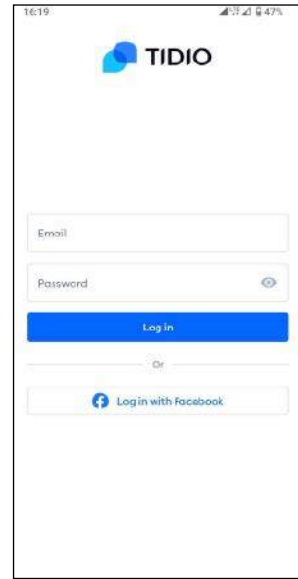 16:19 47%
TIDIO
Email
Password
Log in
Or
Log in with Facebook